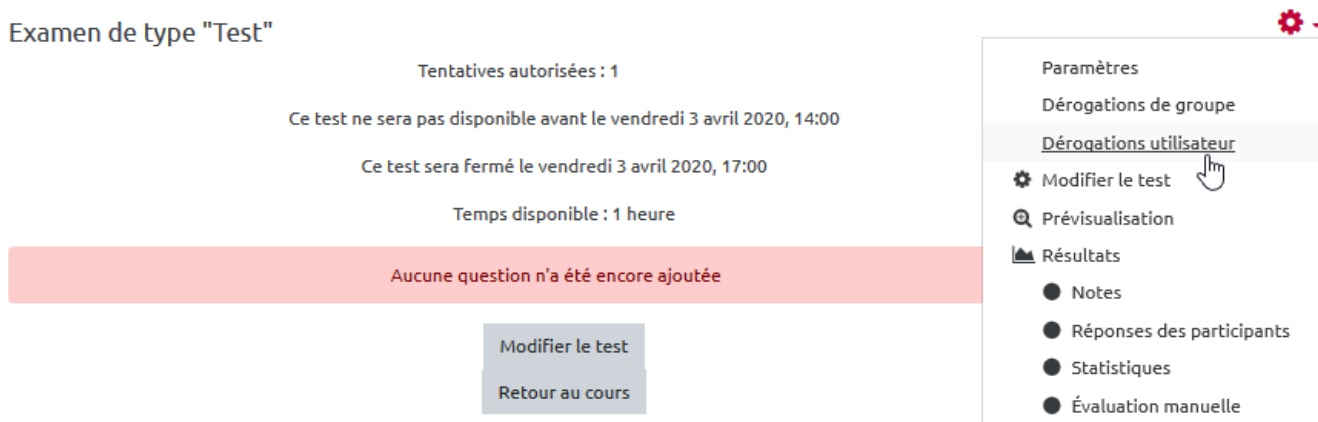 Examen de type "Test"
Tentatives autorisées : 1
Ce test ne sera pas disponible avant le vendredi 3 avril 2020, 14:00
Ce test sera fermé le vendredi 3 avril 2020, 17:00
Temps disponible : 1 heure
Aucune question n'a été encore ajoutée
Modifier le test
Retour au cours
Paramètres
Dérogations de groupe
Dérogations utilisateur
Modifier le test
Prévisualisation
Résultats
Notes
Réponses des participants
Statistiques
Évaluation manuelle